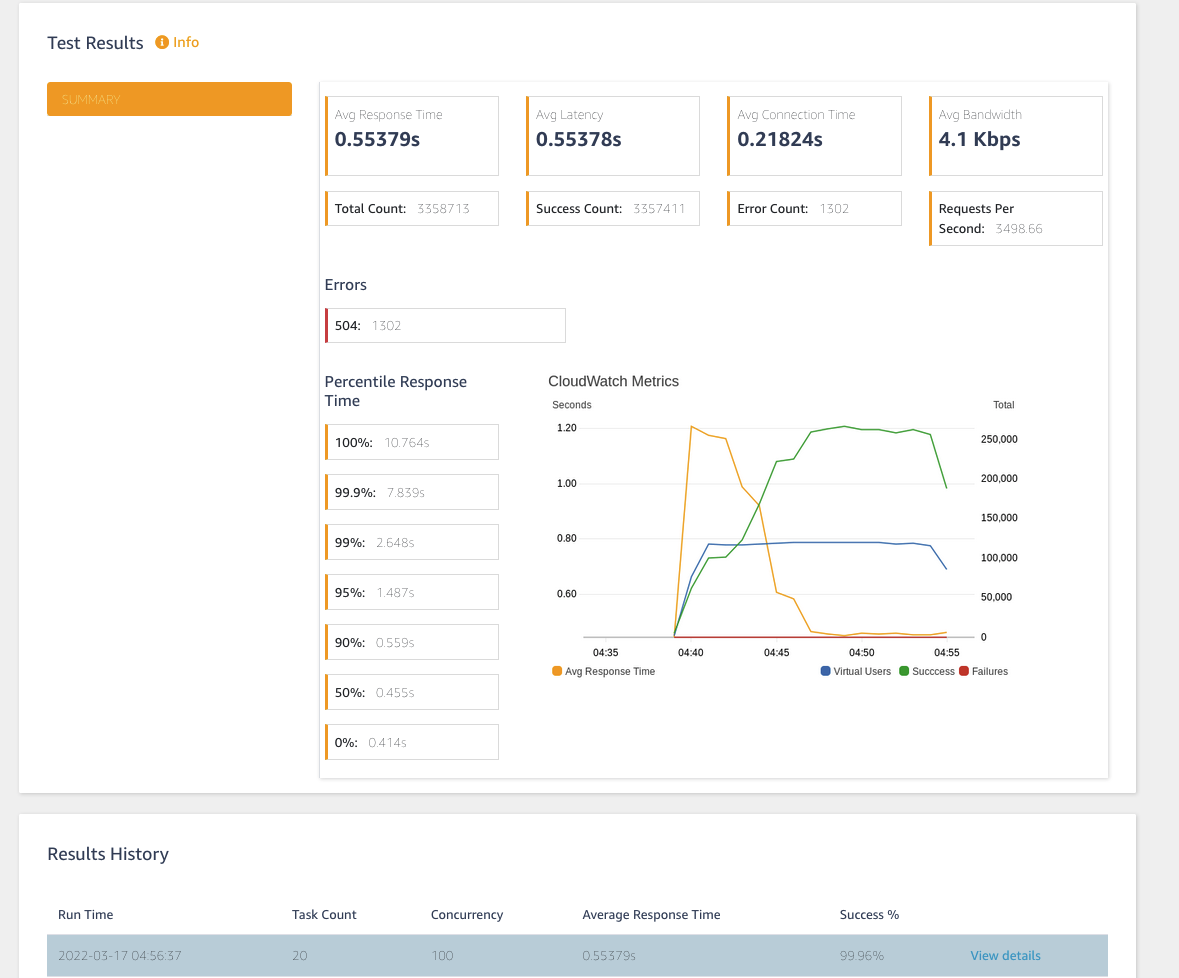 Test Results Info
SUMMARY
Avg Response Time
0.55379s
Avg Latency
0.55378s
Avg Connection Time
0.21824s
Avg Bandwidth
4.1 Kbps
Total Count: 3358713
Success Count: 3357411
Error Count: 1302
Requests Per
Second: 3498.66
Errors
504: 1302
Percentile Response
Time
100%: 10.764s
99.9%: 7.839s
99%: 2.648s
95%: 1.487s
90%: 0.559s
50%: 0.455s
0%: 0.414s
CloudWatch Metrics
Seconds
Total
1.20
1.00
0.80
0.60
250,000
200,000
150,000
100,000
50,000
0
04:35 04:40 04:45 04:50 04:55
Avg Response Time Virtual Users Succcess Failures
Results History
Run Time Task Count Concurrency Average Response Time Success %
2022-03-17 04:56:37 20 100 0.55379s 99.96% View details